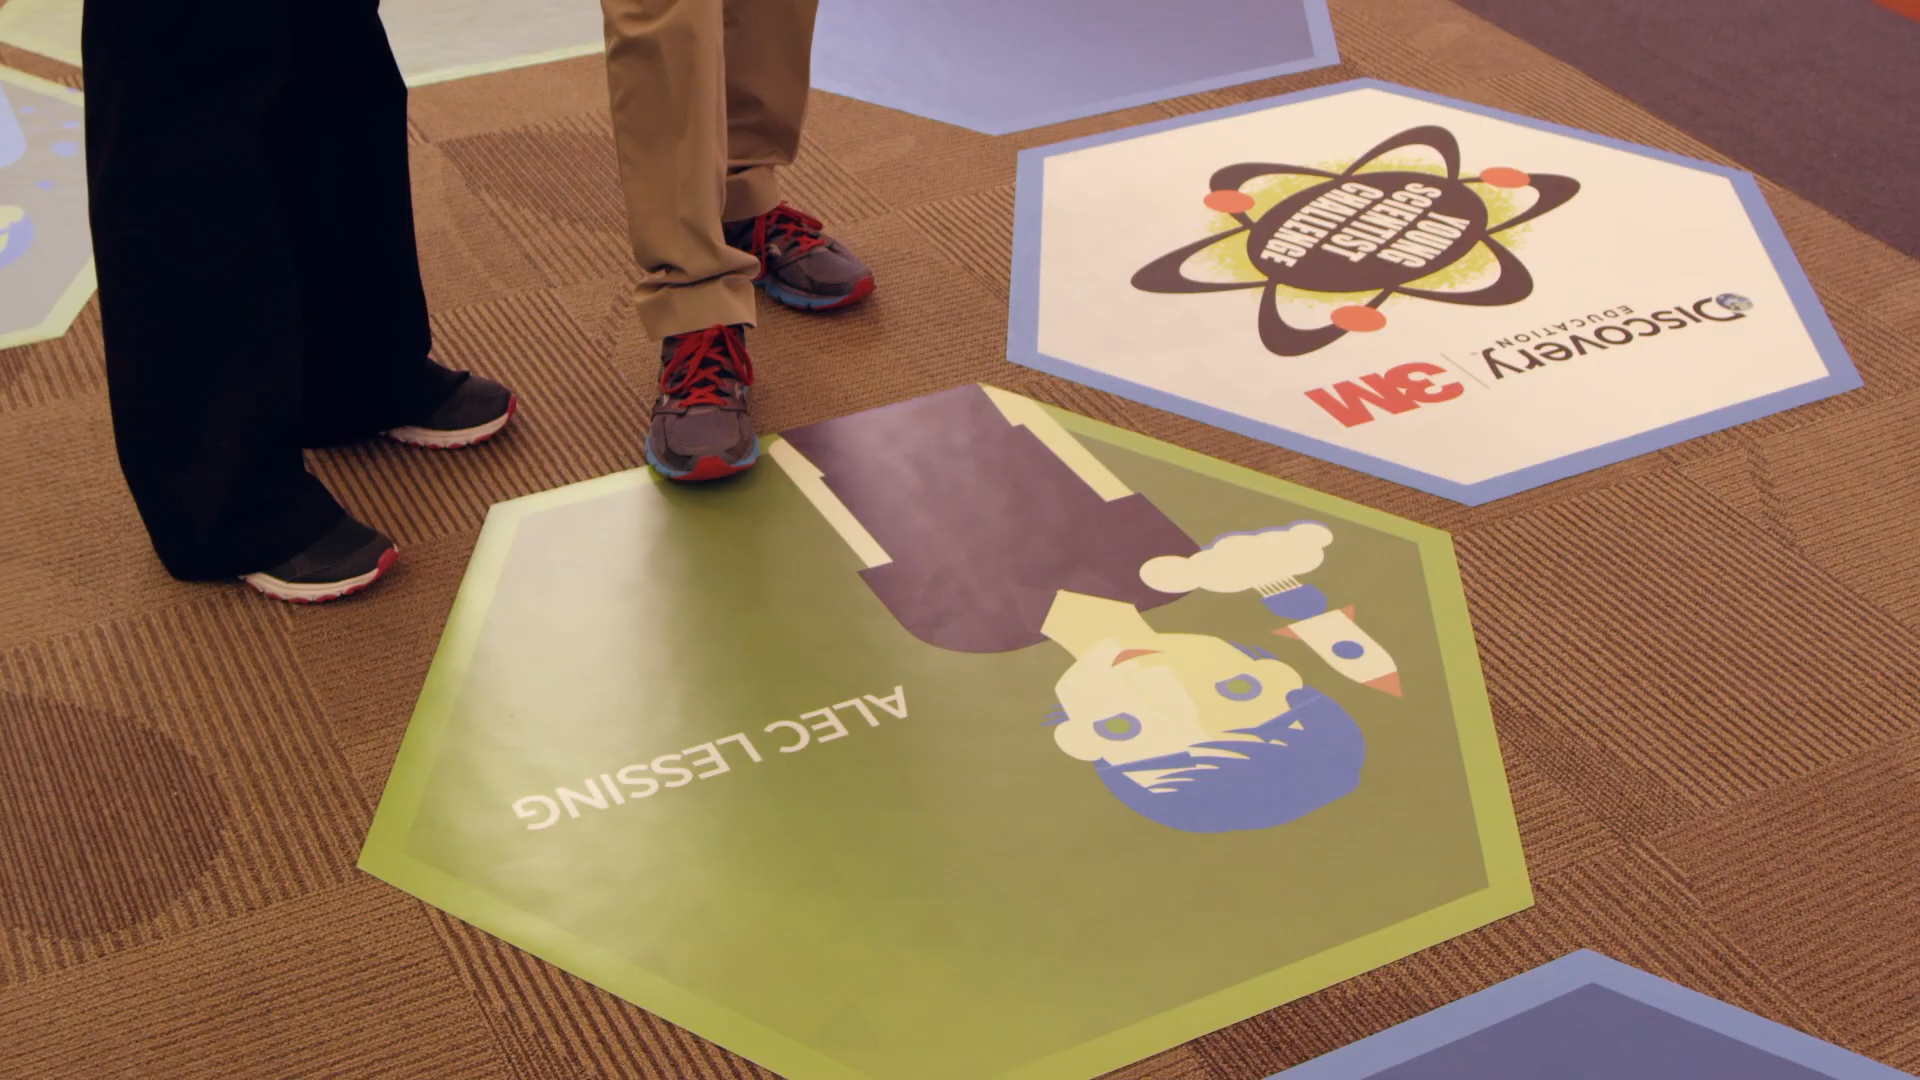 ALEC LESSING
3M
Discovery
EDUCATION
YOUNG
SCIENTIST
CHALLENGE